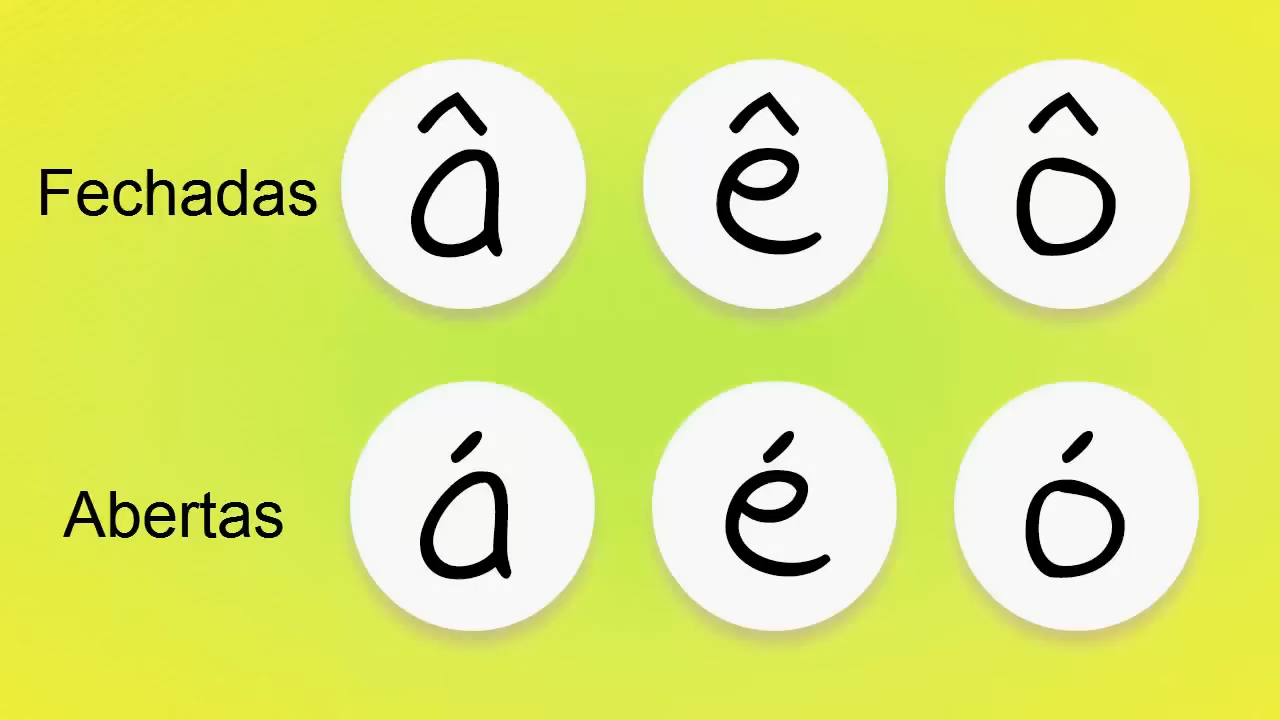 Fechadas â ê ô
Abertas á é ó